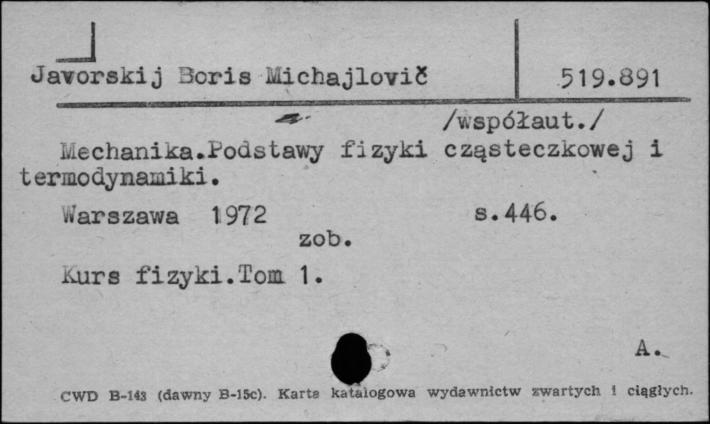 Javorskij Boris Michajlovič 519.891
/współaut./
Mechanika.Podstawy fizyki cząsteczkowej i
termodynamiki.
Warszawa 1972 s.446.
zob.
Kurs fizyki.Tom 1.
A.
CWD B-143 (dawny B-15c). Karta katalogowa wydawnictw zwartych i ciągłych.